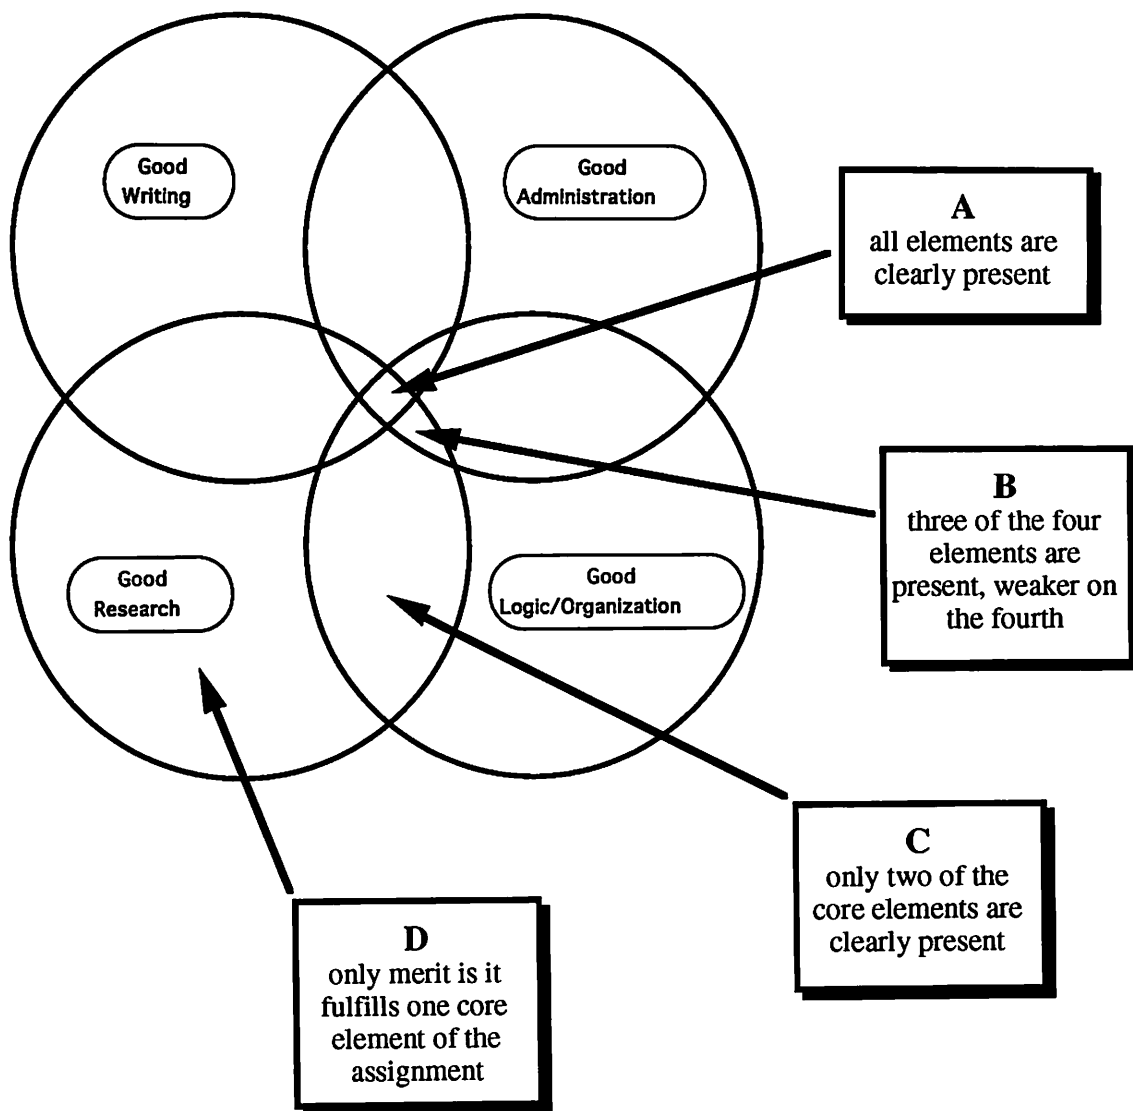 Good
Writing
Good
Administration
A
all elements are
clearly present
B
three of the four
elements are
present, weaker on
the fourth
Good
Research
Good
Logic/Organization
C
only two of the
core elements are
clearly present
D
only merit is it
fulfills one core
element of the
assignment